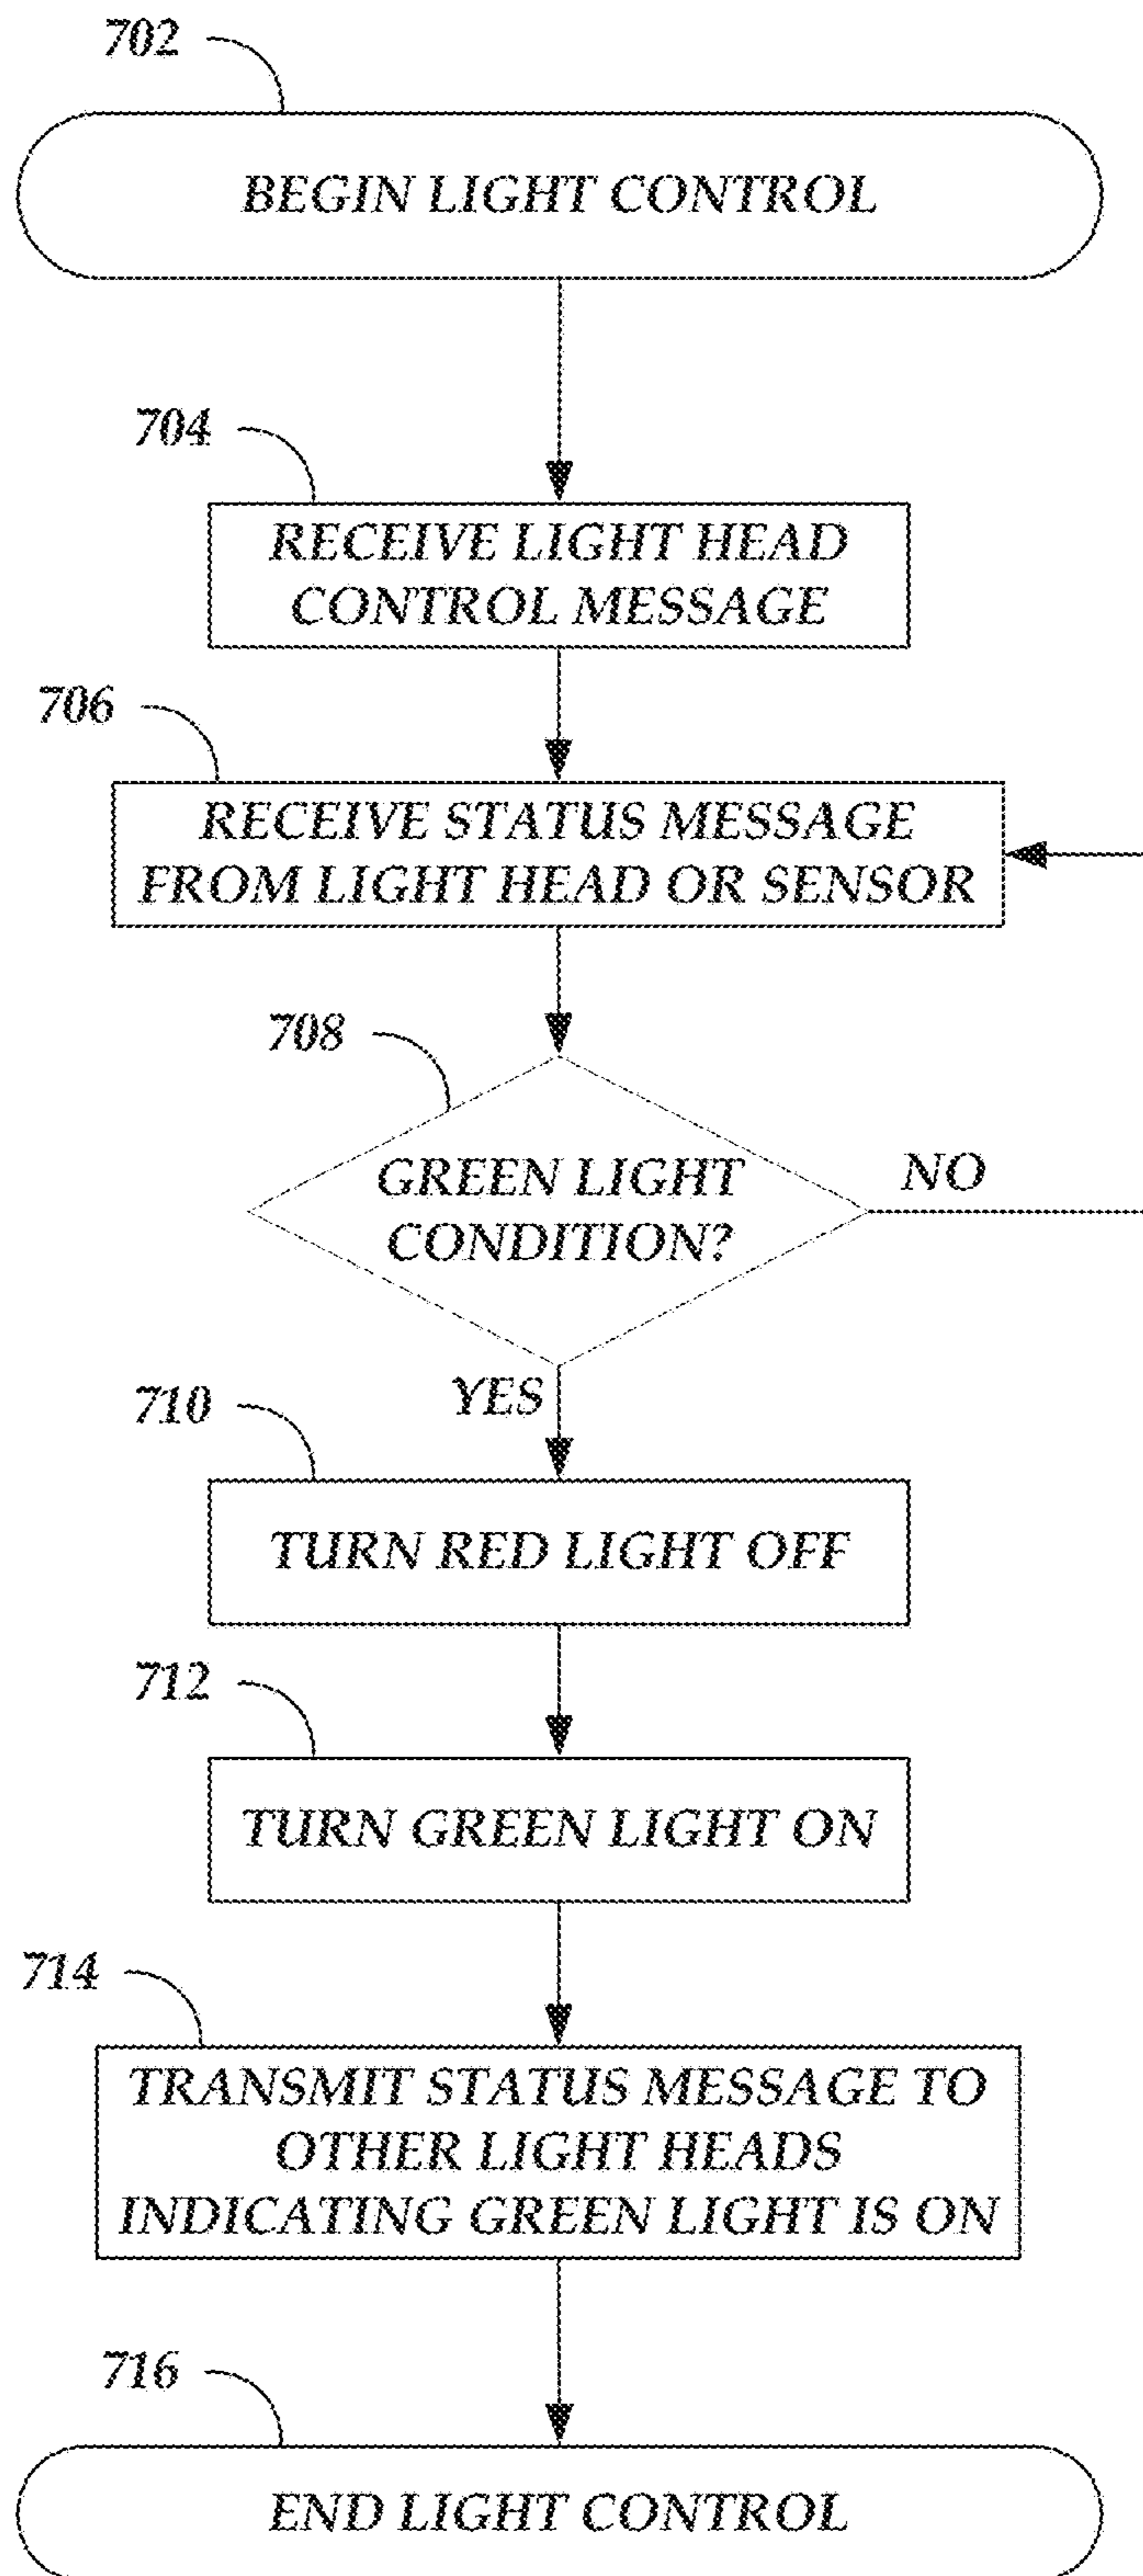 702
BEGIN LIGHT CONTROL
704
RECEIVE LIGHT HEAD
CONTROL MESSAGE
706
RECEIVE STATUS MESSAGE
FROM LIGHT HEAD OR SENSOR
708
GREEN LIGHT
CONDITION?
NO
YES
710
TURN RED LIGHT OFF
712
TURN GREEN LIGHT ON
714
TRANSMIT STATUS MESSAGE TO
OTHER LIGHT HEADS
INDICATING GREEN LIGHT IS ON
716
END LIGHT CONTROL